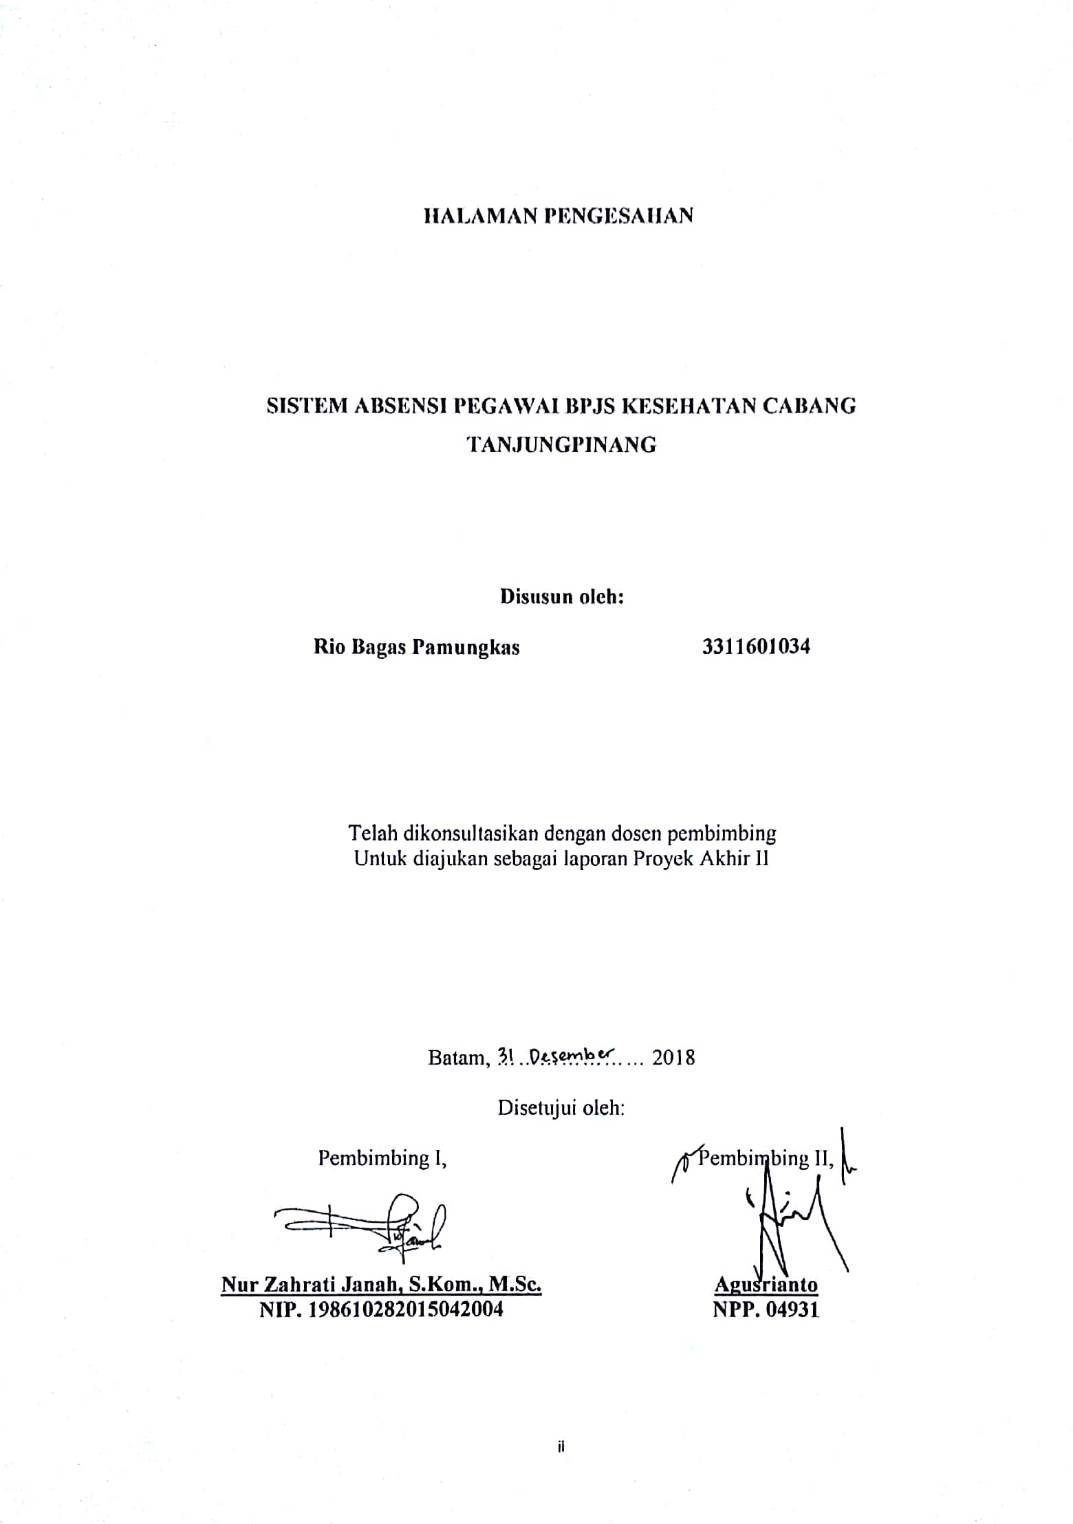 HALAMAN PENGESAHAN
SISTEM ABSENSI PEGAWAI BPJS KESEHATAN CABANG
TANJUNGPINANG
Disusun oleh:
Rio Bagas Pamungkas 3311601034
Telah dikonsultasikan dengan dosen pembimbing
Untuk diajukan sebagai laporan Proyek Akhir II
Batam, 31 Desember 2018
Disetujui oleh:
Pembimbing I, Pembimbing II,
Nur Zahrati Janah, S.Kom., M.Sc. Agusrianto
NIP. 198610282015042004 NPP. 04931
ii